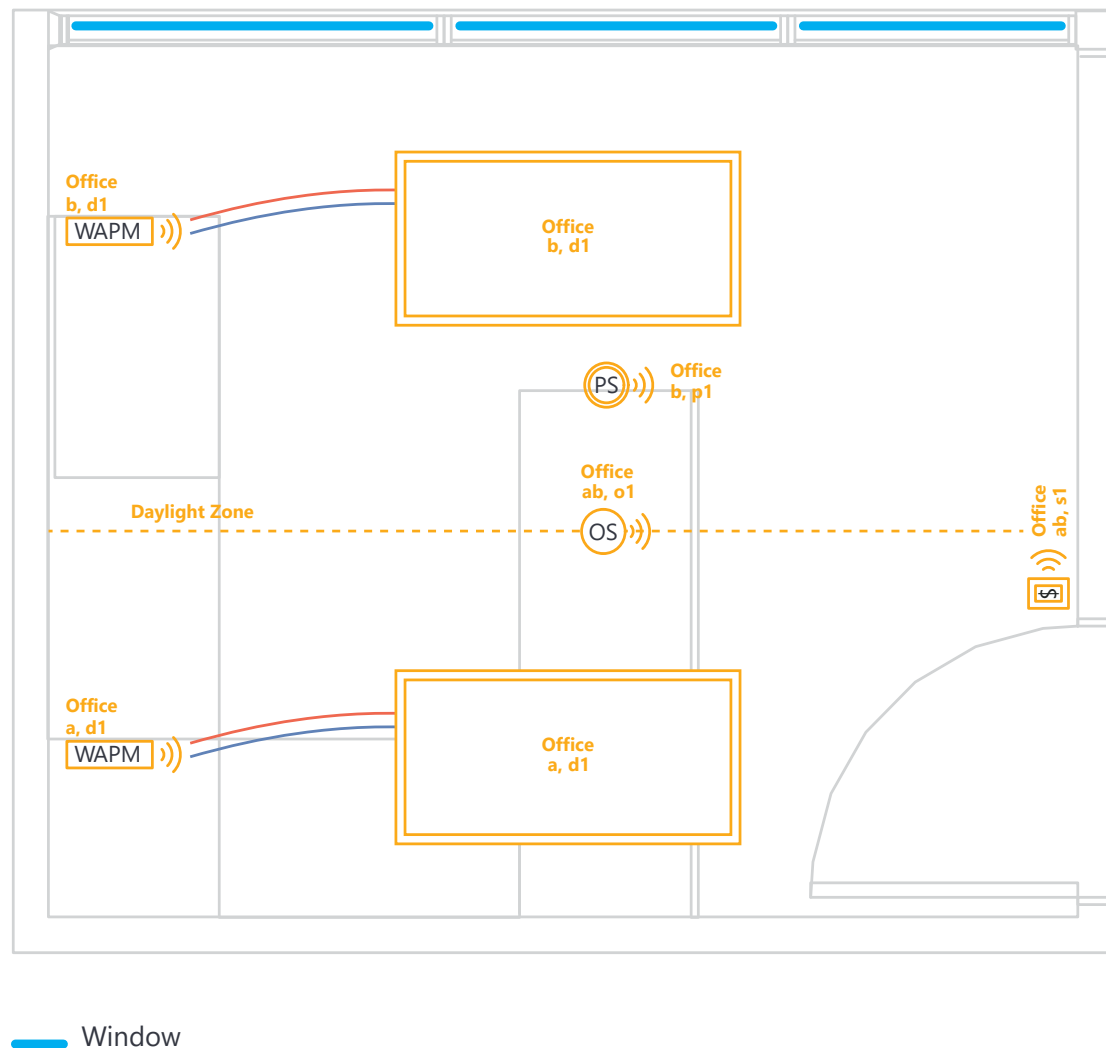 Office
b, d1
WAPM
Office
b, d1
PS
Office
b, p1
Office
ab, o1
Office
ab, s1
Daylight Zone
OS
$
Office
a, d1
WAPM
Office
a, d1
Window